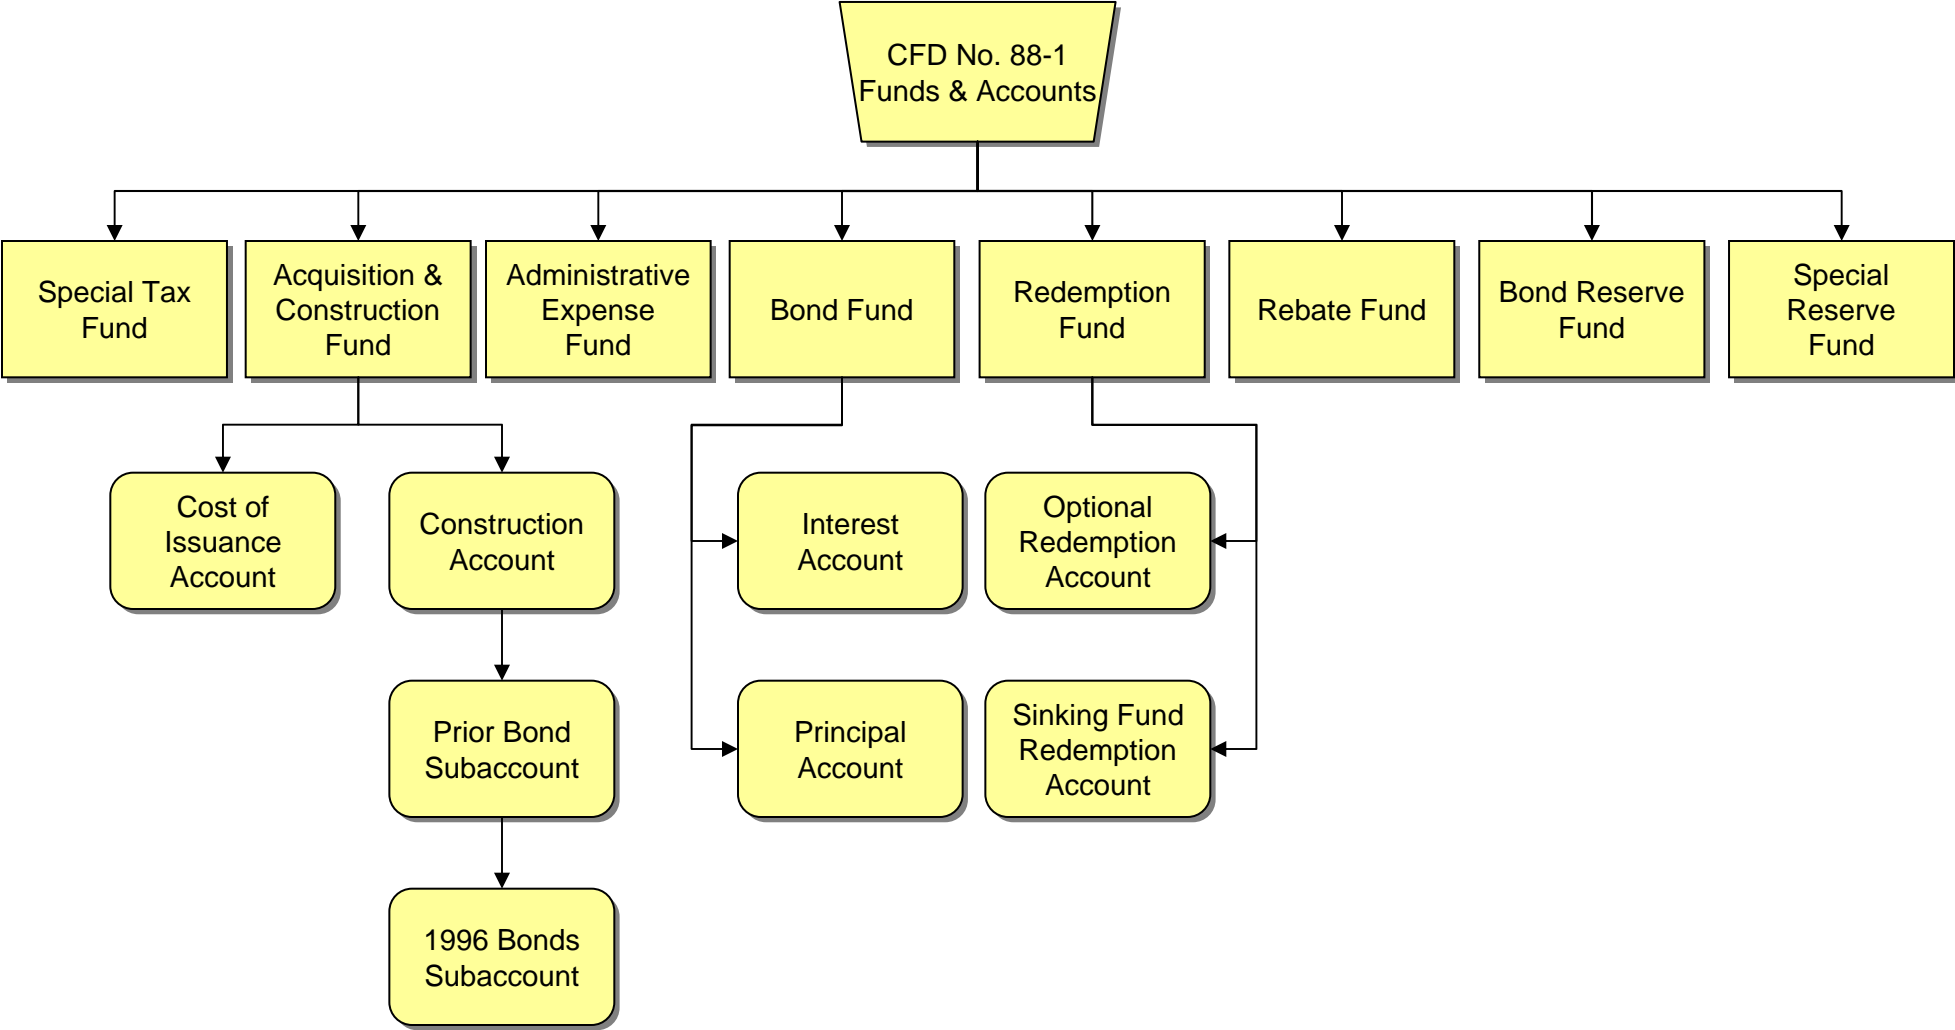 CFD No. 88-1
Funds & Accounts
Special Tax
Fund
Acquisition &
Construction
Fund
Administrative
Expense
Fund
Bond Fund
Redemption
Fund
Rebate Fund
Bond Reserve
Fund
Special
Reserve
Fund
Cost of
Issuance
Account
Construction
Account
Interest
Account
Optional
Redemption
Account
Prior Bond
Subaccount
Principal
Account
Sinking Fund
Redemption
Account
1996 Bonds
Subaccount